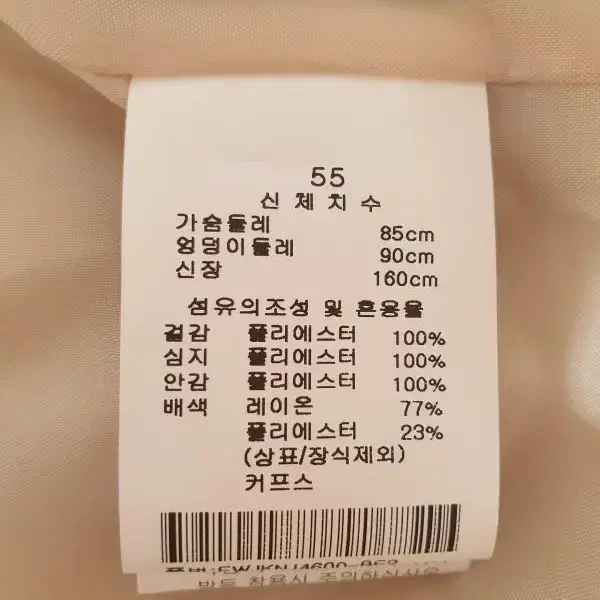 55
신체치수
가슴둘레 85cm
엉덩이둘레 90cm
신장 160cm
섬유의조성 및 혼용율
겉감 폴리에스터 100%
심지 폴리에스터 100%
안감 폴리에스터 100%
배색 레이온 77%
폴리에스터 23%
(상표/장식제외)
커프스